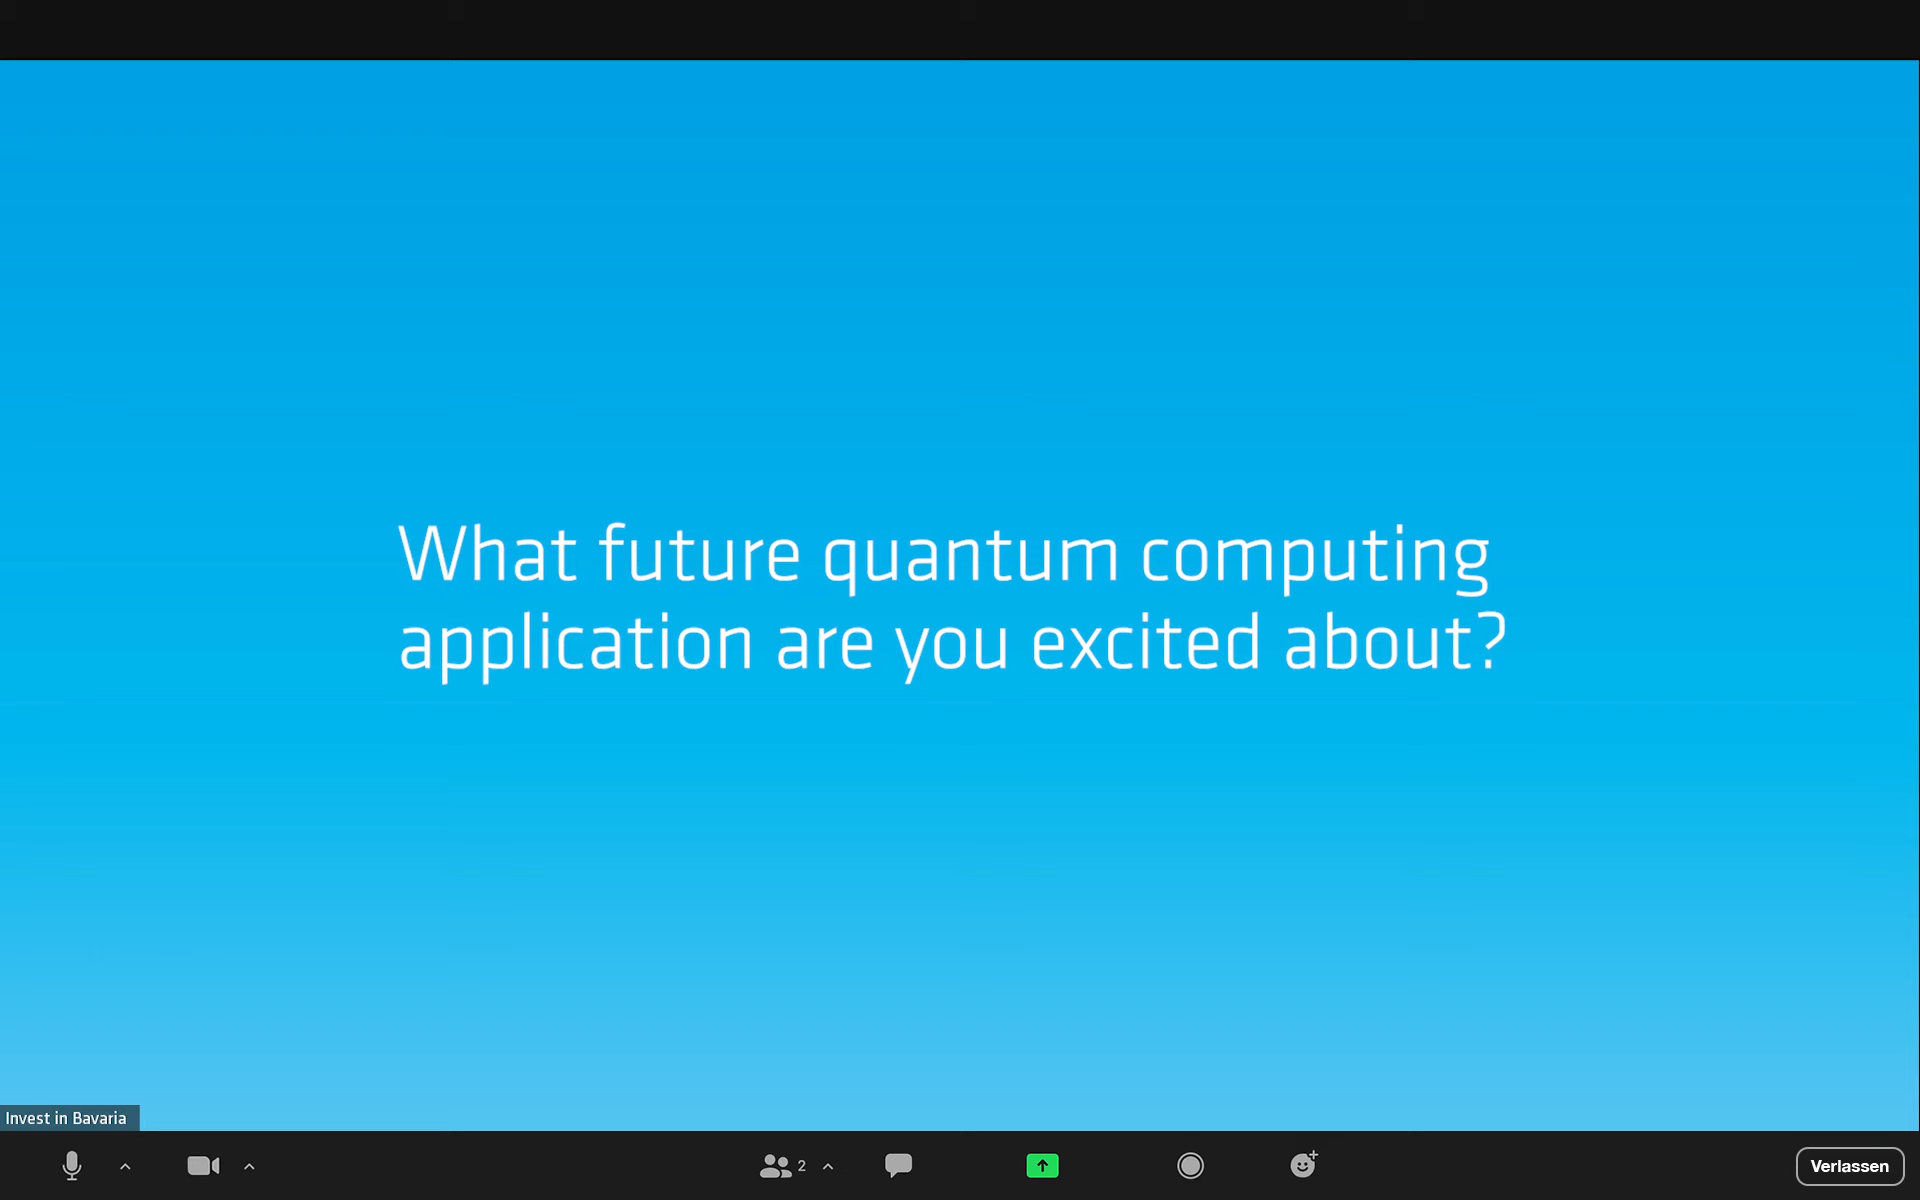 What future quantum computing
application are you excited about?
Invest in Bavaria
2
Verlassen